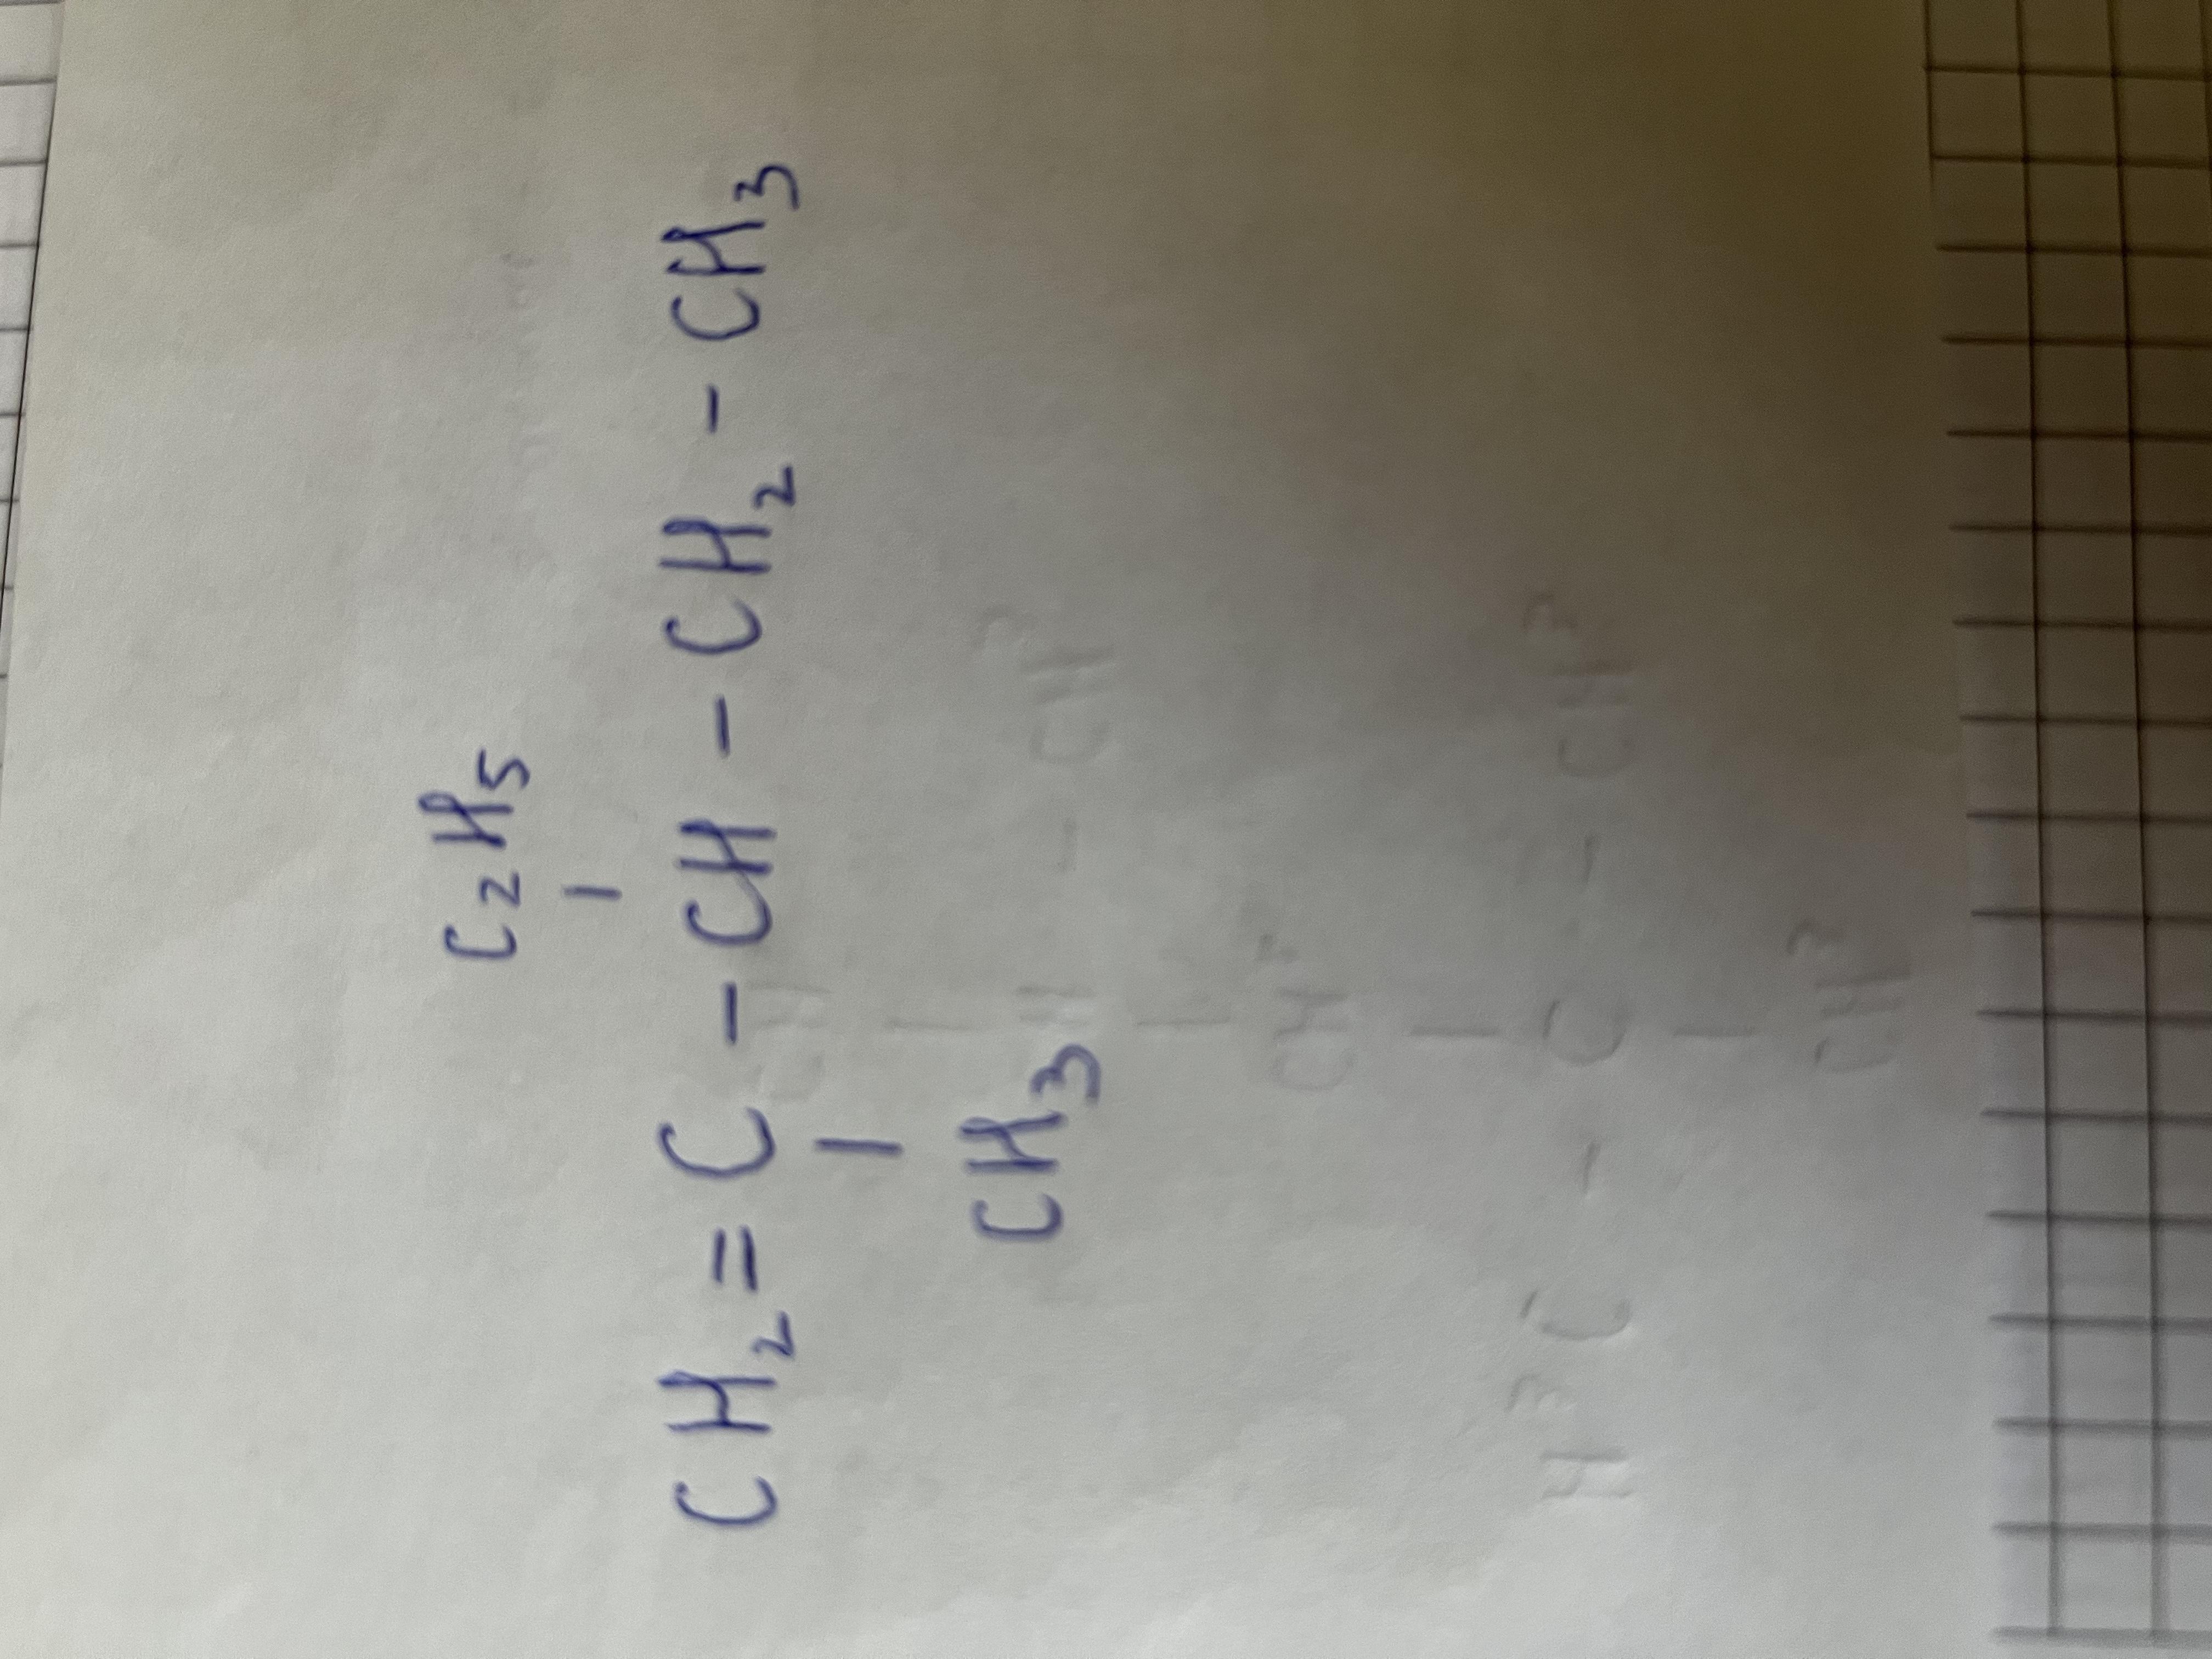 C₂H₅
|
CH₂ = C - CH - CH₂ - CH₃
|
CH₃